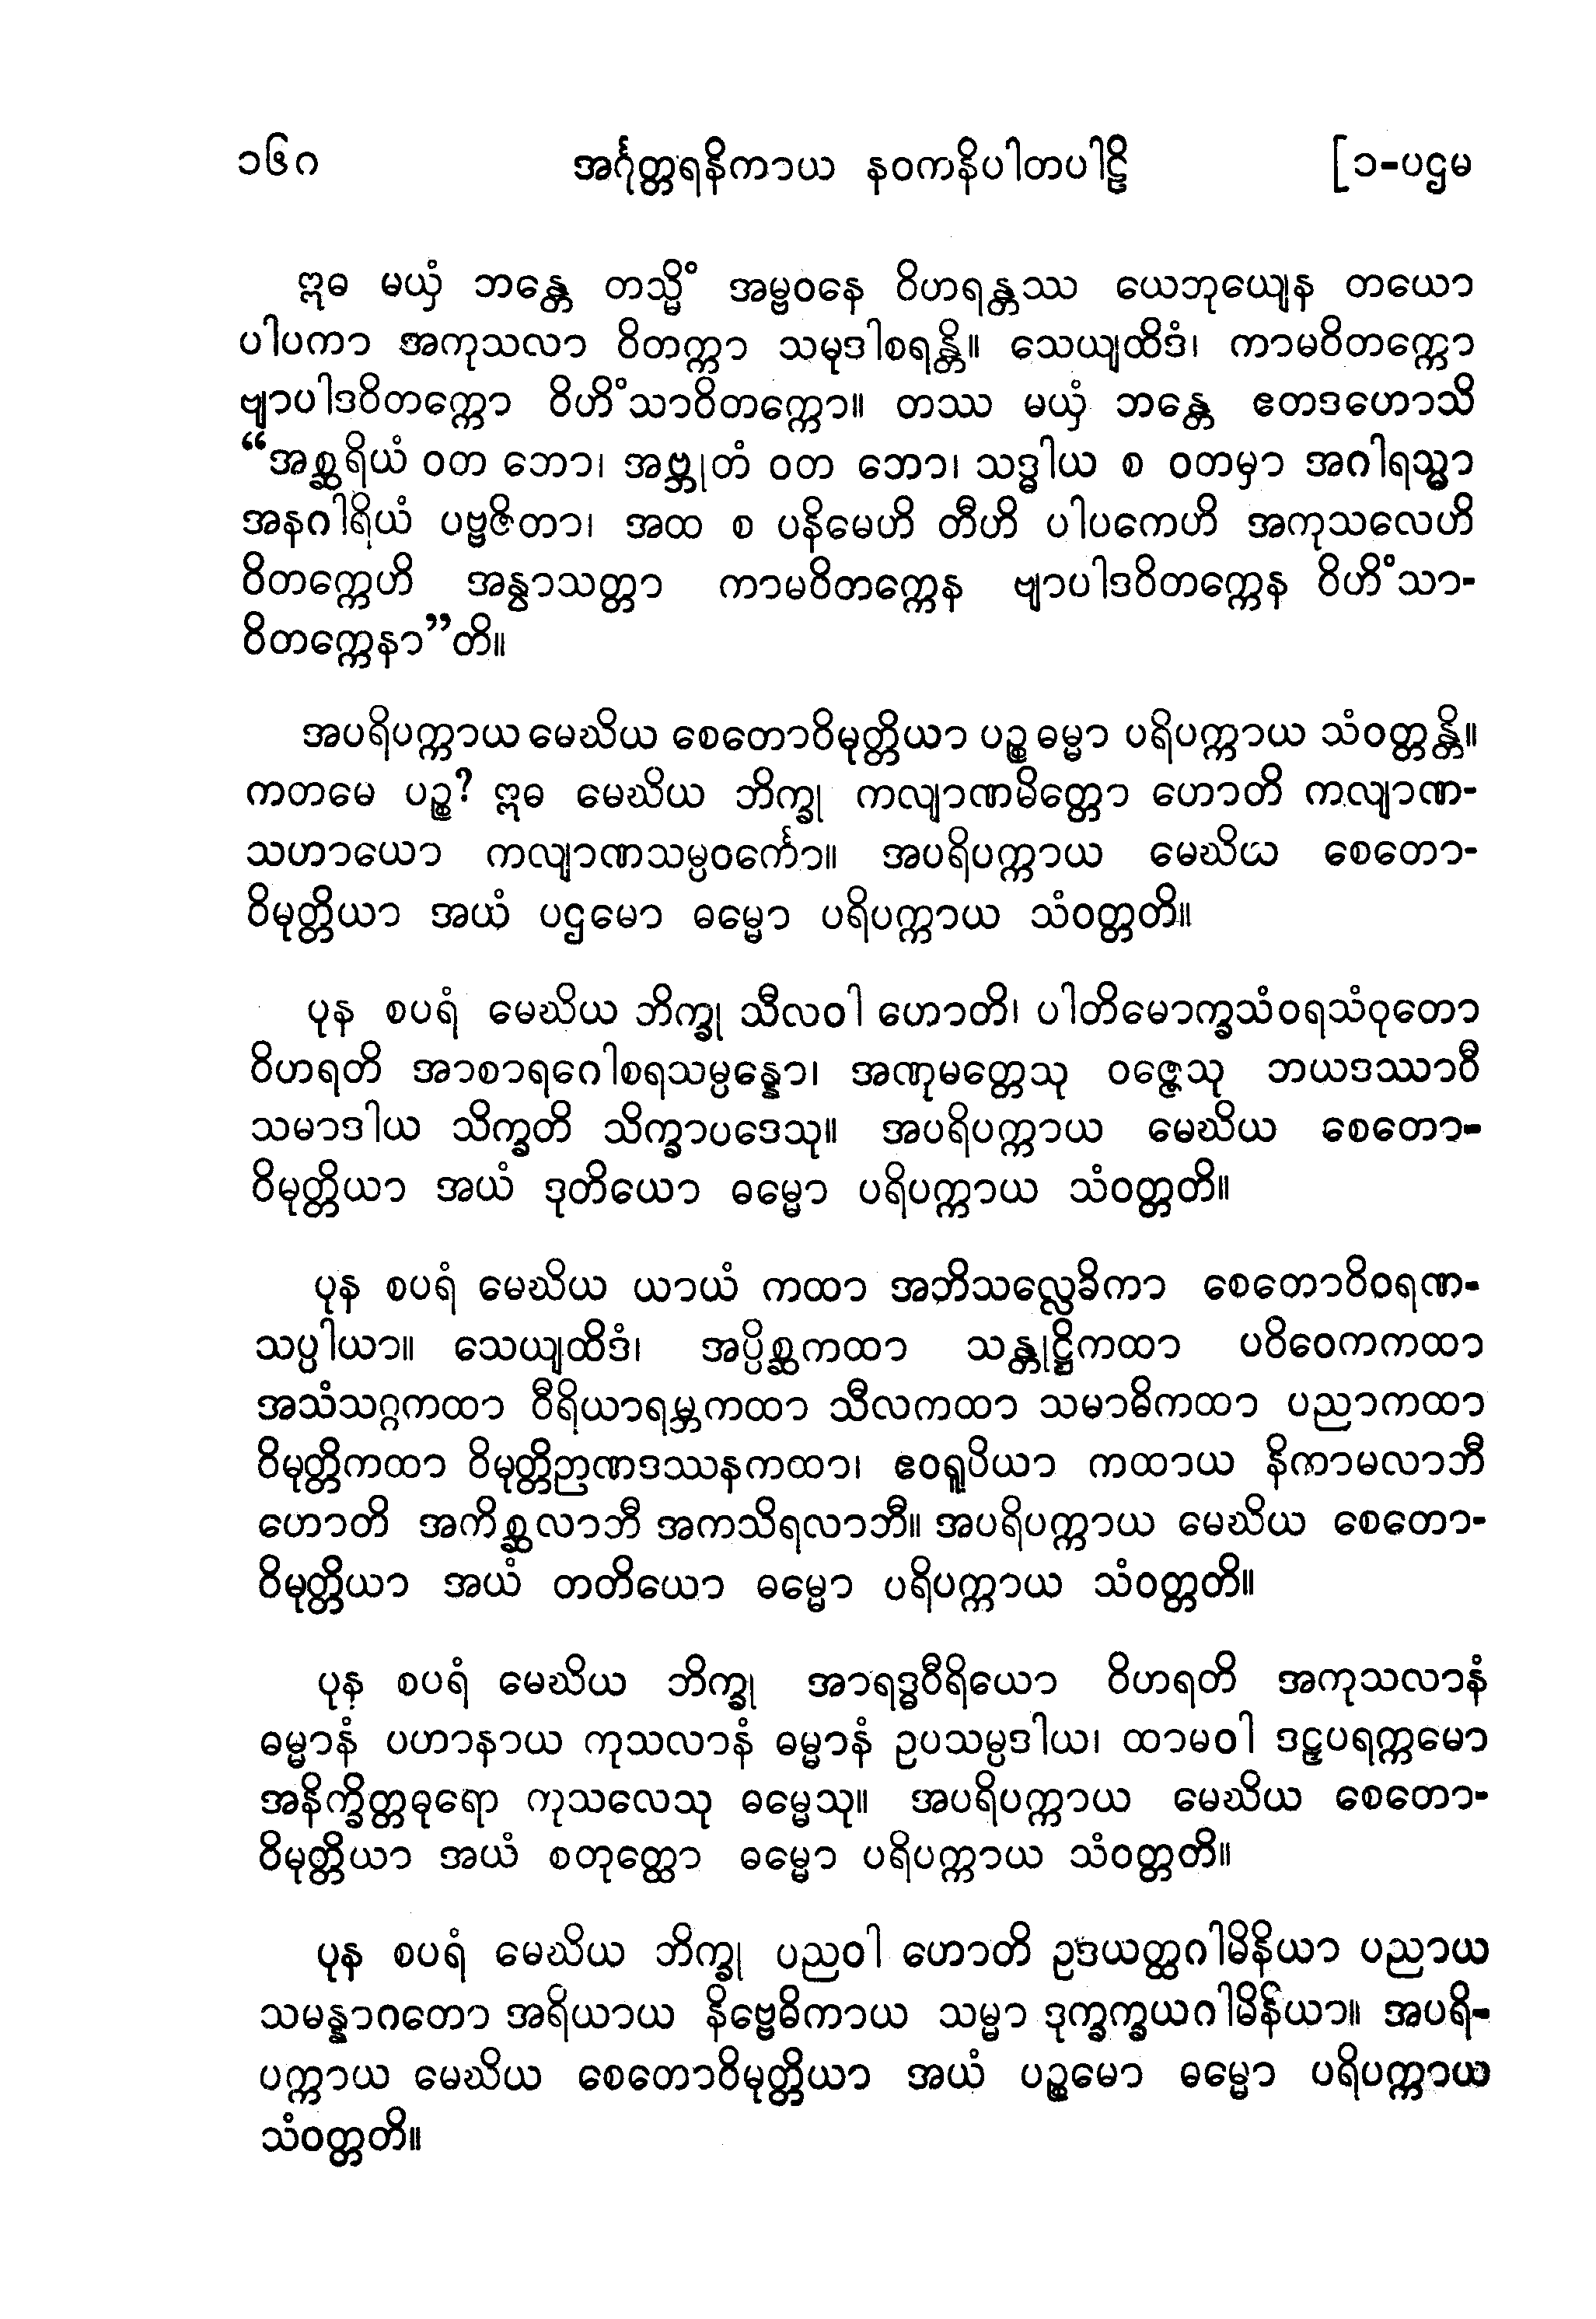 ၁၆၈ အင်္ဂုတ္တရနိကာယ နဝကနိပါတပါဠိ [၁-ပဌမ
ဣဓ မယှံ ဘန္တေ တသ္မိံ အမ္ဗဝနေ ဝိဟရန္တဿ ယေဘုယျေန တယော
ပါပကာ အကုသလာ ဝိတက္ကာ သမုဒါစရန္တိ။ သေယျထိဒံ၊ ကာမဝိတက္ကော
ဗျာပါဒဝိတက္ကော ဝိဟိံသာဝိတက္ကော။ တဿ မယှံ ဘန္တေ ဧတဒဟောသိ
“အစ္ဆရိယံ ဝတ ဘော၊ အဗ္ဘုတံ ဝတ ဘော၊ သဒ္ဓါယ စ ဝတမှာ အဂါရသ္မာ
အနဂါရိယံ ပဗ္ဗဇိတာ၊ အထ စ ပနိမေဟိ တီဟိ ပါပကေဟိ အကုသလေဟိ
ဝိတက္ကေဟိ အန္ဝာသတ္တာ ကာမဝိတက္ကေန ဗျာပါဒဝိတက္ကေန ဝိဟိံသာ-
ဝိတက္ကေနာ”တိ။
အပရိပက္ကာယ မေဃိယ စေတောဝိမုတ္တိယာ ပဉ္စ ဓမ္မာ ပရိပက္ကာယ သံဝတ္တန္တိ။
ကတမေ ပဉ္စ? ဣဓ မေဃိယ ဘိက္ခု ကလျာဏမိတ္တော ဟောတိ ကလျာဏ-
သဟာယော ကလျာဏသမ္ပဝင်္ကော။ အပရိပက္ကာယ မေဃိယ စေတော-
ဝိမုတ္တိယာ အယံ ပဌမော ဓမ္မော ပရိပက္ကာယ သံဝတ္တတိ။
ပုန စပရံ မေဃိယ ဘိက္ခု သီလဝါ ဟောတိ၊ ပါတိမောက္ခသံဝရသံဝုတော
ဝိဟရတိ အာစာရဂေါစရသမ္ပန္နော၊ အဏုမတ္တေသု ဝဇ္ဇေသု ဘယဒဿာဝီ
သမာဒါယ သိက္ခတိ သိက္ခာပဒေသု။ အပရိပက္ကာယ မေဃိယ စေတော-
ဝိမုတ္တိယာ အယံ ဒုတိယော ဓမ္မော ပရိပက္ကာယ သံဝတ္တတိ။
ပုန စပရံ မေဃိယ ယာယံ ကထာ အဘိသလ္လေခိကာ စေတောဝိဝရဏ-
သပ္ပါယာ။ သေယျထိဒံ၊ အပ္ပိစ္ဆကထာ သန္တုဋ္ဌိကထာ ပဝိဝေကကထာ
အသံသဂ္ဂကထာ ဝီရိယာရမ္ဘကထာ သီလကထာ သမာဓိကထာ ပညာကထာ
ဝိမုတ္တိကထာ ဝိမုတ္တိဉာဏဒဿနကထာ၊ ဧဝရူပိယာ ကထာယ နိကာမလာဘီ
ဟောတိ အကိစ္ဆလာဘီ အကသိရလာဘီ။ အပရိပက္ကာယ မေဃိယ စေတော-
ဝိမုတ္တိယာ အယံ တတိယော ဓမ္မော ပရိပက္ကာယ သံဝတ္တတိ။
ပုန စပရံ မေဃိယ ဘိက္ခု အာရဒ္ဓဝီရိယော ဝိဟရတိ အကုသလာနံ
ဓမ္မာနံ ပဟာနာယ ကုသလာနံ ဓမ္မာနံ ဥပသမ္ပဒါယ၊ ထာမဝါ ဒဠှပရက္ကမော
အနိက္ခိတ္တဓုရော ကုသလေသု ဓမ္မေသု။ အပရိပက္ကာယ မေဃိယ စေတော-
ဝိမုတ္တိယာ အယံ စတုတ္ထော ဓမ္မော ပရိပက္ကာယ သံဝတ္တတိ။
ပုန စပရံ မေဃိယ ဘိက္ခု ပညဝါ ဟောတိ ဥဒယတ္ထဂါမိနိယာ ပညာယ
သမန္နာဂတော အရိယာယ နိဗ္ဗေဓိကာယ သမ္မာ ဒုက္ခက္ခယဂါမိနိယာ။ အပရိ-
ပက္ကာယ မေဃိယ စေတောဝိမုတ္တိယာ အယံ ပဉ္စမော ဓမ္မော ပရိပက္ကာယ
သံဝတ္တတိ။